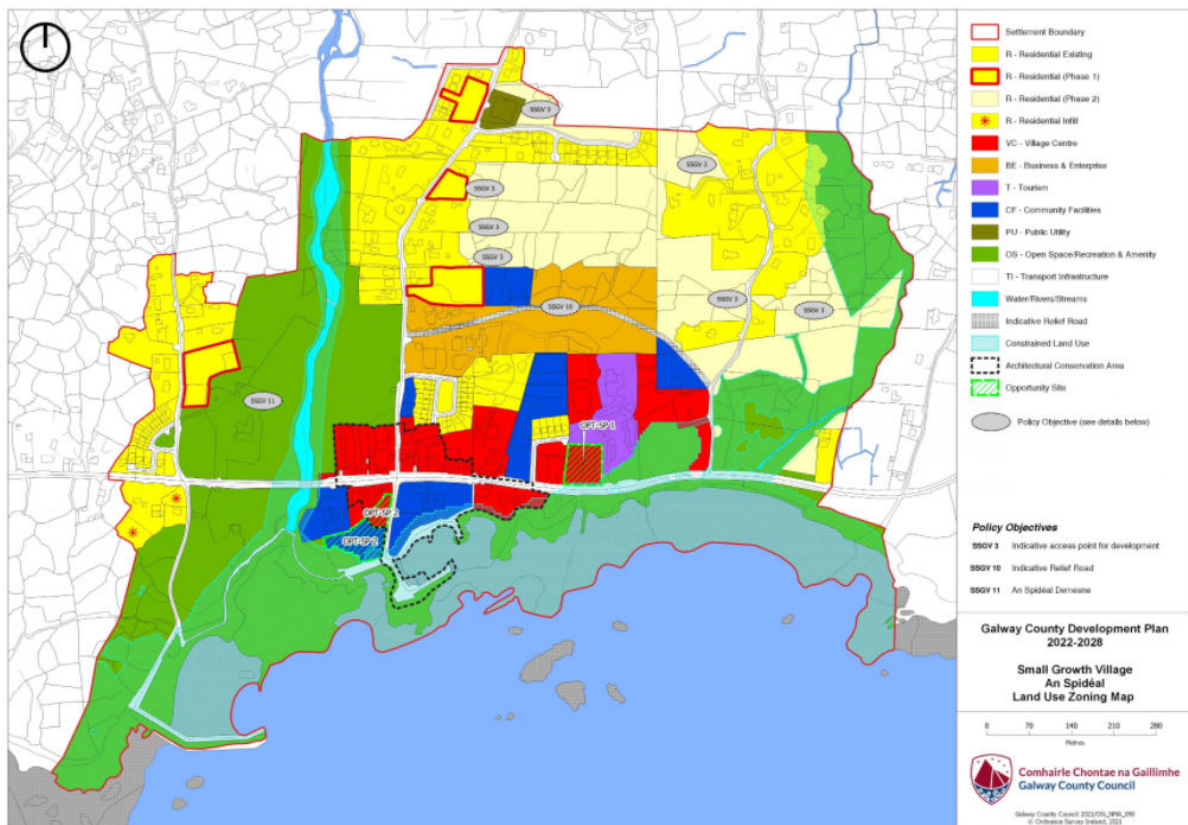 SSGV 3
SSGV 3
SSGV 3
SSGV 3
SSGV 3
SSGV 3
SSGV 3
SSGV 10
SSGV 11
OPT-SP 1
OPT-SP 2
OPT-SP 2
Settlement Boundary
R - Residential Existing
R - Residential (Phase 1)
R - Residential (Phase 2)
R - Residential Infill
VC - Village Centre
BE - Business & Enterprise
T - Tourism
CF - Community Facilities
PU - Public Utility
OS - Open Space/Recreation & Amenity
TI - Transport Infrastructure
Water/Rivers/Streams
Indicative Relief Road
Constrained Land Use
Architectural Conservation Area
Opportunity Site
Policy Objective (see details below)
Policy Objectives
SSGV 3 Indicative access point for development
SSGV 10 Indicative Relief Road
SSGV 11 An Spidéal Demesne
Galway County Development Plan
2022-2028
Small Growth Village
An Spidéal
Land Use Zoning Map
0 70 140 210 280
Metres
Comhairle Chontae na Gaillimhe
Galway County Council
© Ordnance Survey Ireland, 2021